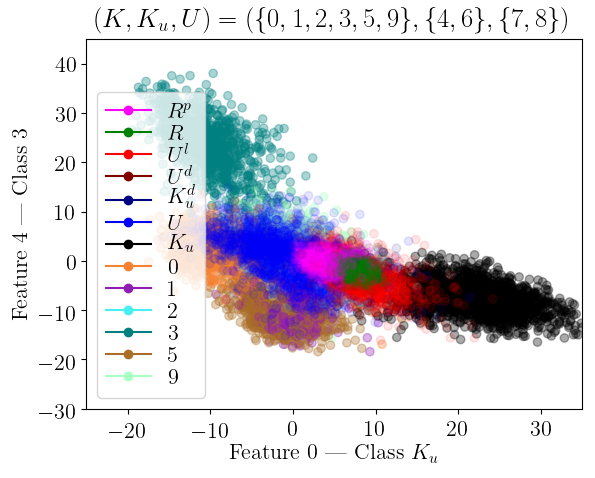 (K, K_u, U) = ({0, 1, 2, 3, 5, 9}, {4, 6}, {7, 8})
Feature 4 — Class 3
40
30
20
10
0
−10
−20
−30
R^p
R
U^l
U^d
K_u^d
U
K_u
0
1
2
3
5
9
−20 −10 0 10 20 30
Feature 0 — Class K_u